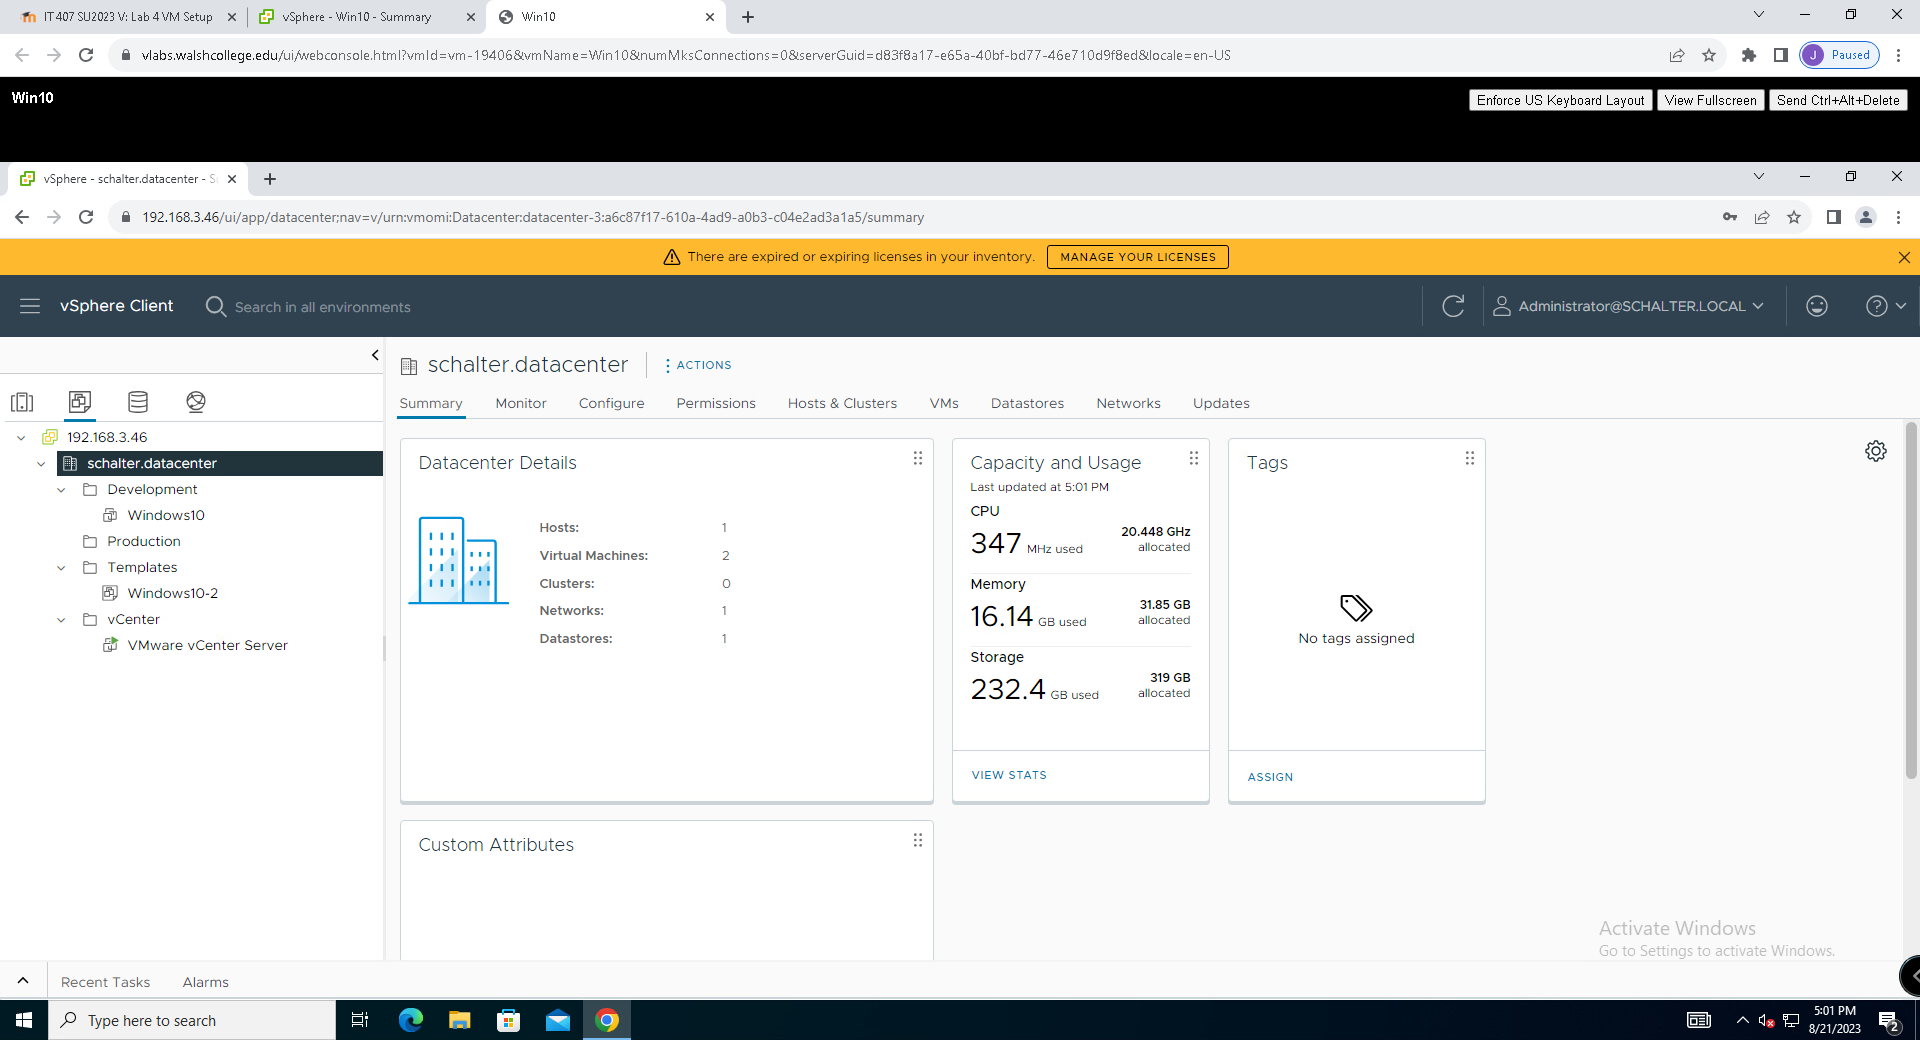 IT407 SU2023 V: Lab 4 VM Setup
vSphere - Win10 - Summary
Win10
vlabs.walshcollege.edu/ui/webconsole.html?vmId=vm-19406&vmName=Win10&numMksConnections=0&serverGuid=d83f8a17-e65a-40bf-bd77-46e710d9f8ed&locale=en-US
J Paused
Win10
Enforce US Keyboard Layout
View Fullscreen
Send Ctrl+Alt+Delete
vSphere - schalter.datacenter - S
192.168.3.46/ui/app/datacenter;nav=v/urn:vmomi:Datacenter:datacenter-3:a6c87f17-610a-4ad9-a0b3-c04e2ad3a1a5/summary
There are expired or expiring licenses in your inventory.
MANAGE YOUR LICENSES
vSphere Client
Search in all environments
Administrator@SCHALTER.LOCAL
schalter.datacenter
ACTIONS
Summary
Monitor
Configure
Permissions
Hosts & Clusters
VMs
Datastores
Networks
Updates
192.168.3.46
schalter.datacenter
Development
Windows10
Production
Templates
Windows10-2
vCenter
VMware vCenter Server
Datacenter Details
Hosts: 1
Virtual Machines: 2
Clusters: 0
Networks: 1
Datastores: 1
Capacity and Usage
Last updated at 5:01 PM
CPU
347 MHz used
20.448 GHz
allocated
Memory
16.14 GB used
31.85 GB
allocated
Storage
232.4 GB used
319 GB
allocated
VIEW STATS
Tags
No tags assigned
ASSIGN
Custom Attributes
Activate Windows
Go to Settings to activate Windows.
Recent Tasks
Alarms
Type here to search
5:01 PM
8/21/2023
2